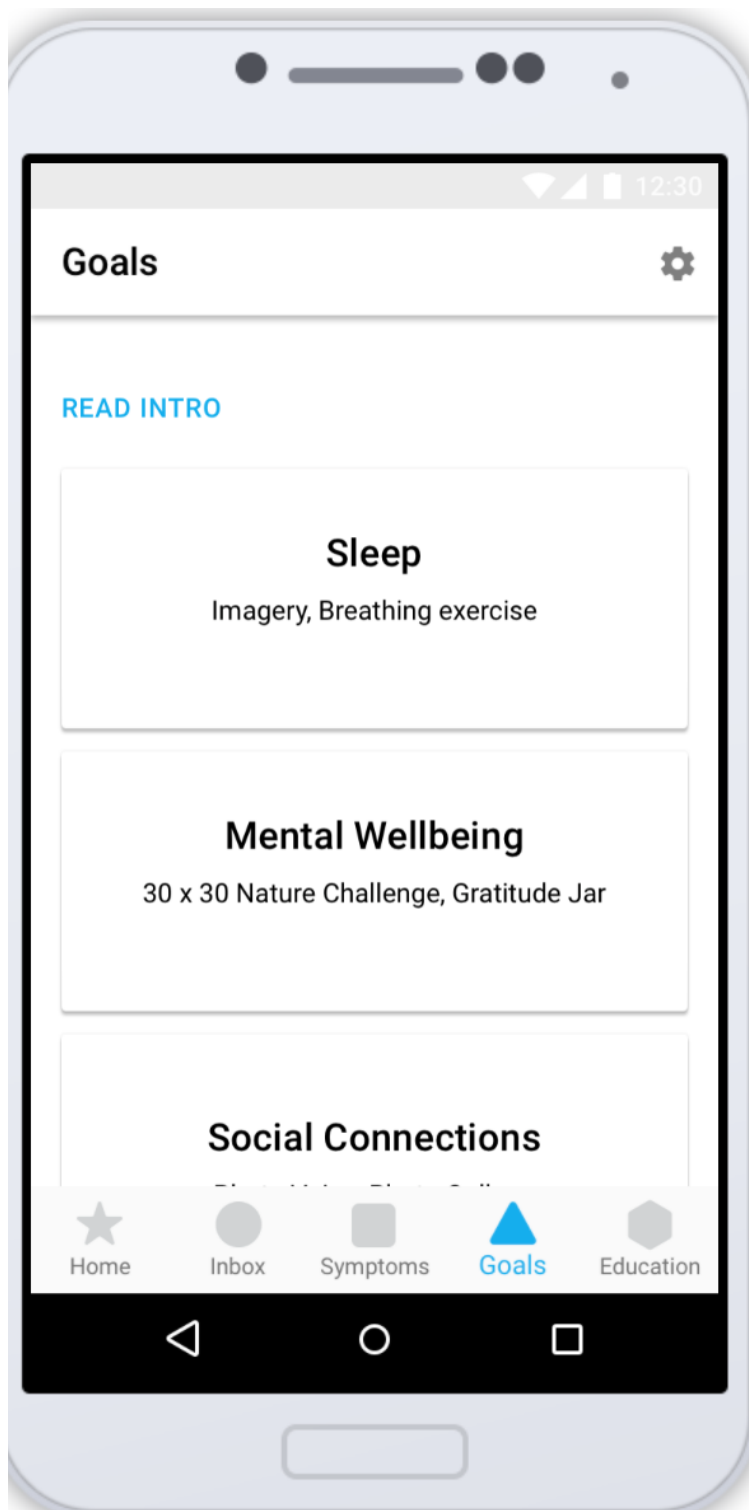 12:30
Goals
READ INTRO
Sleep
Imagery, Breathing exercise
Mental Wellbeing
30 x 30 Nature Challenge, Gratitude Jar
Social Connections
Home Inbox Symptoms Goals Education